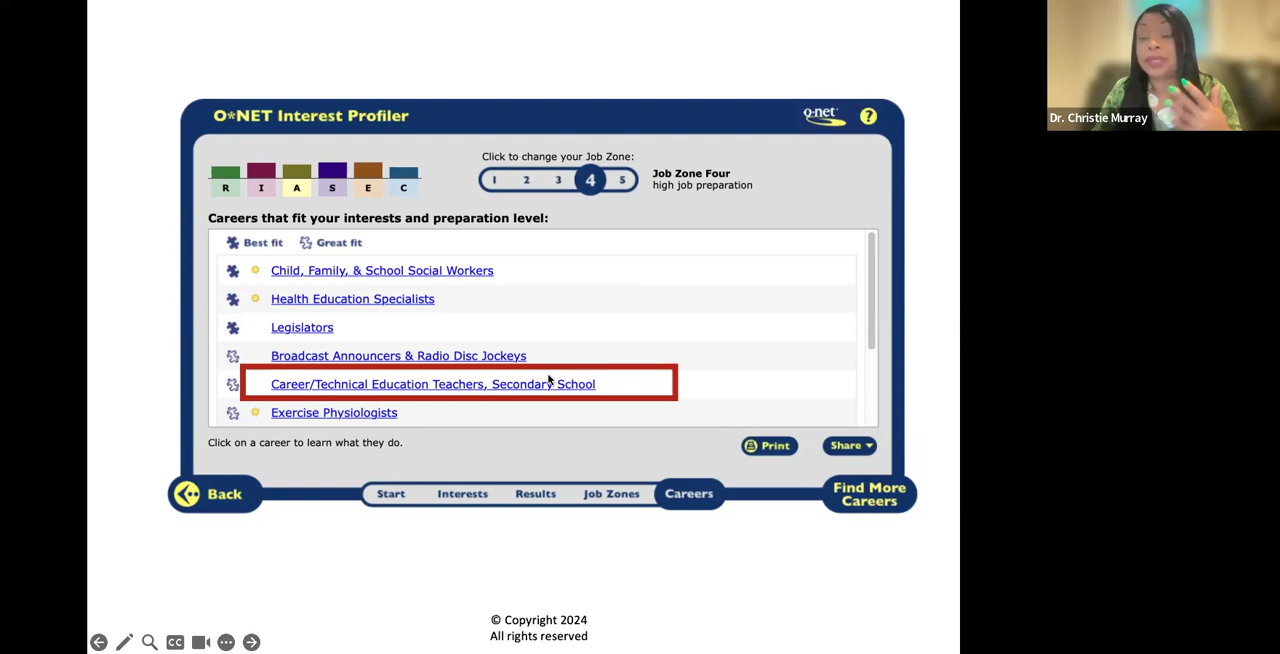 Dr. Christie Murray
O*NET Interest Profiler
o·net
?
Click to change your Job Zone:
R I A S E C
1 2 3 4 5
Job Zone Four
high job preparation
Careers that fit your interests and preparation level:
Best fit Great fit
Child, Family, & School Social Workers
Health Education Specialists
Legislators
Broadcast Announcers & Radio Disc Jockeys
Career/Technical Education Teachers, Secondary School
Exercise Physiologists
Click on a career to learn what they do.
Print Share
Back
Start Interests Results Job Zones Careers
Find More
Careers
© Copyright 2024
All rights reserved
CC